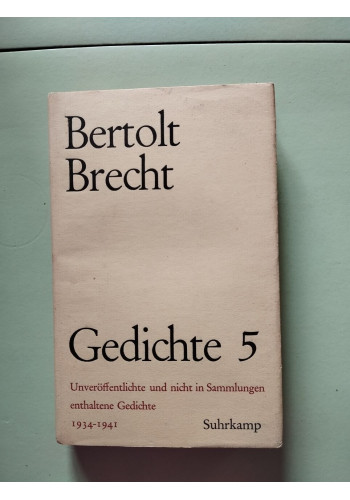 Bertolt
Brecht
Gedichte 5
Unveröffentlichte und nicht in Sammlungen
enthaltene Gedichte
1934-1941
Suhrkamp